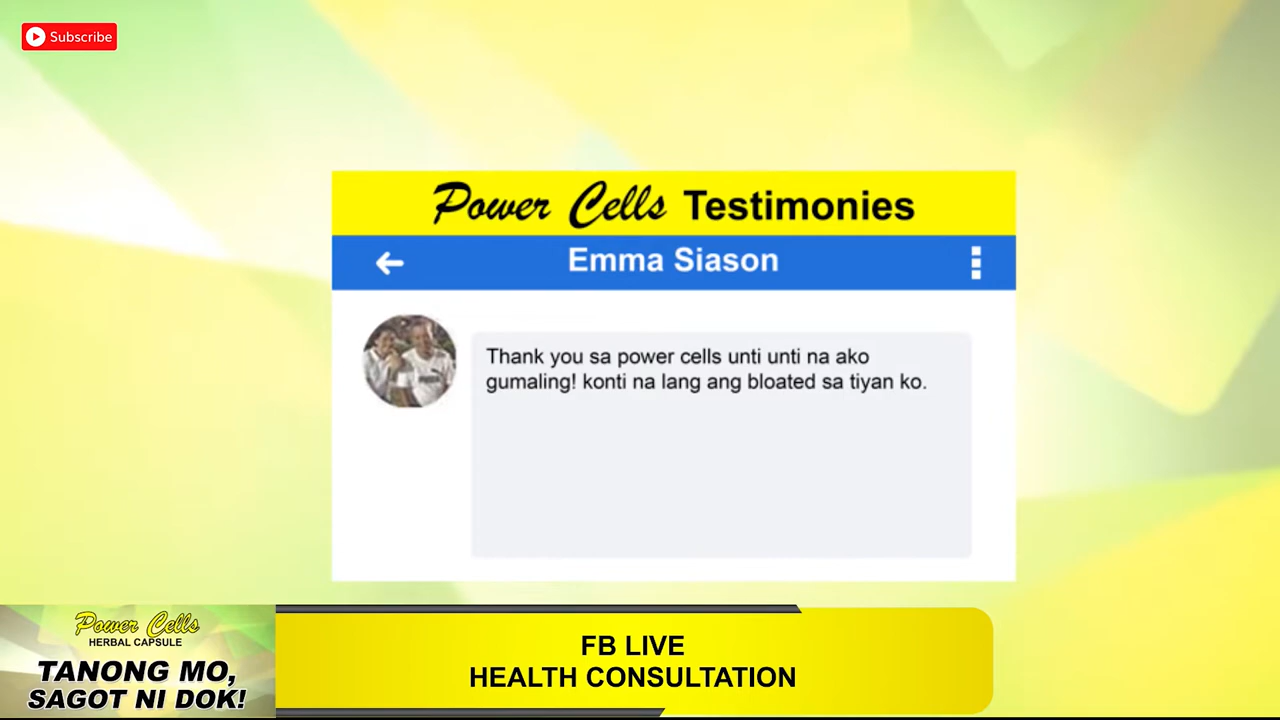 Subscribe
Power Cells Testimonies
Emma Siason
Thank you sa power cells unti unti na ako
gumaling! konti na lang ang bloated sa tiyan ko.
Power Cells
HERBAL CAPSULE
TANONG MO,
SAGOT NI DOK!
FB LIVE
HEALTH CONSULTATION